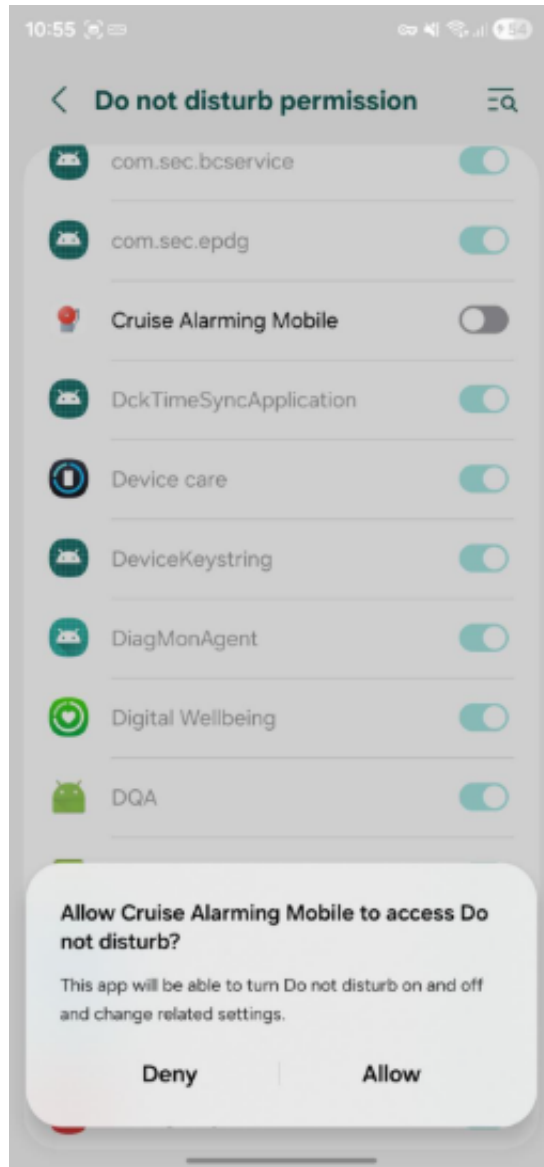 10:55
54
Do not disturb permission
com.sec.bcservice
com.sec.epdg
Cruise Alarming Mobile
DckTimeSyncApplication
Device care
DeviceKeystring
DiagMonAgent
Digital Wellbeing
DQA
Allow Cruise Alarming Mobile to access Do
not disturb?
This app will be able to turn Do not disturb on and off
and change related settings.
Deny
Allow